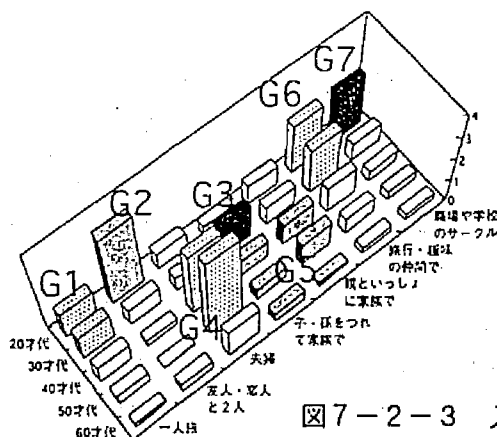 G7
G6
G2
G3
G1
G5
G4
4
3
2
1
0
職場や学校
のサークル
旅行・趣味
の仲間で
親といっしょ
に家族で
子・孫をつれ
て家族で
夫婦
友人・恋人
と2人
一人旅
20才代
30才代
40才代
50才代
60才代
図7-2-3